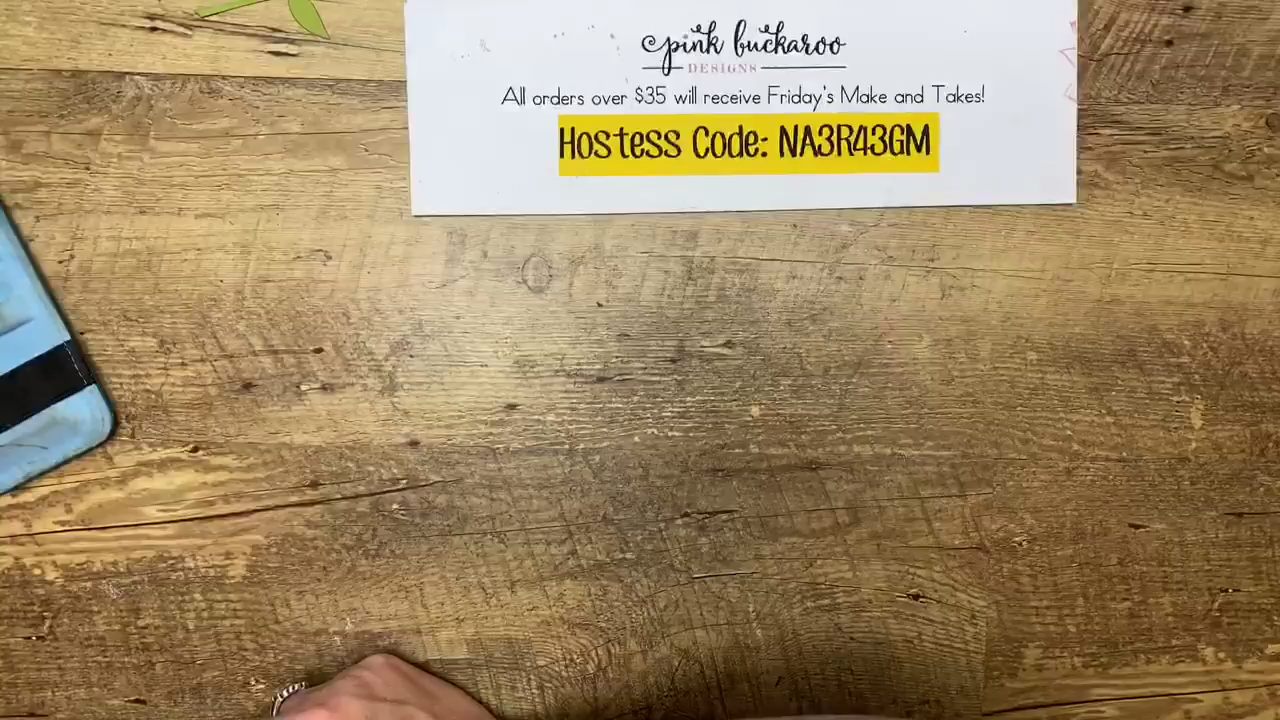 pink buckaroo
DESIGNS
All orders over $35 will receive Friday's Make and Takes!
Hostess Code: NA3R43GM